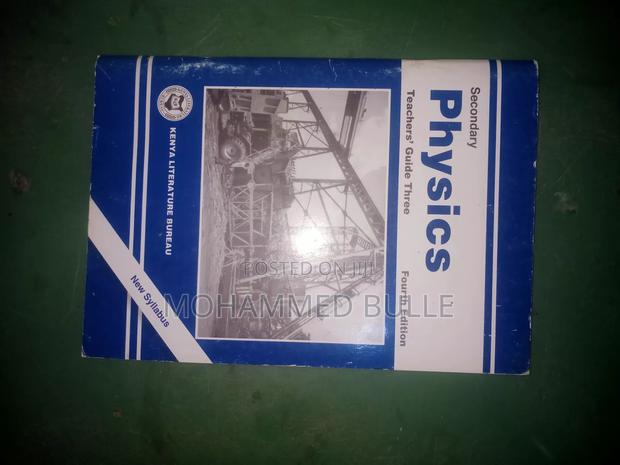 Secondary
Physics
Teachers' Guide Three
Fourth Edition
KENYA LITERATURE BUREAU
New Syllabus
POSTED ON JIJI
MOHAMMED BULLE